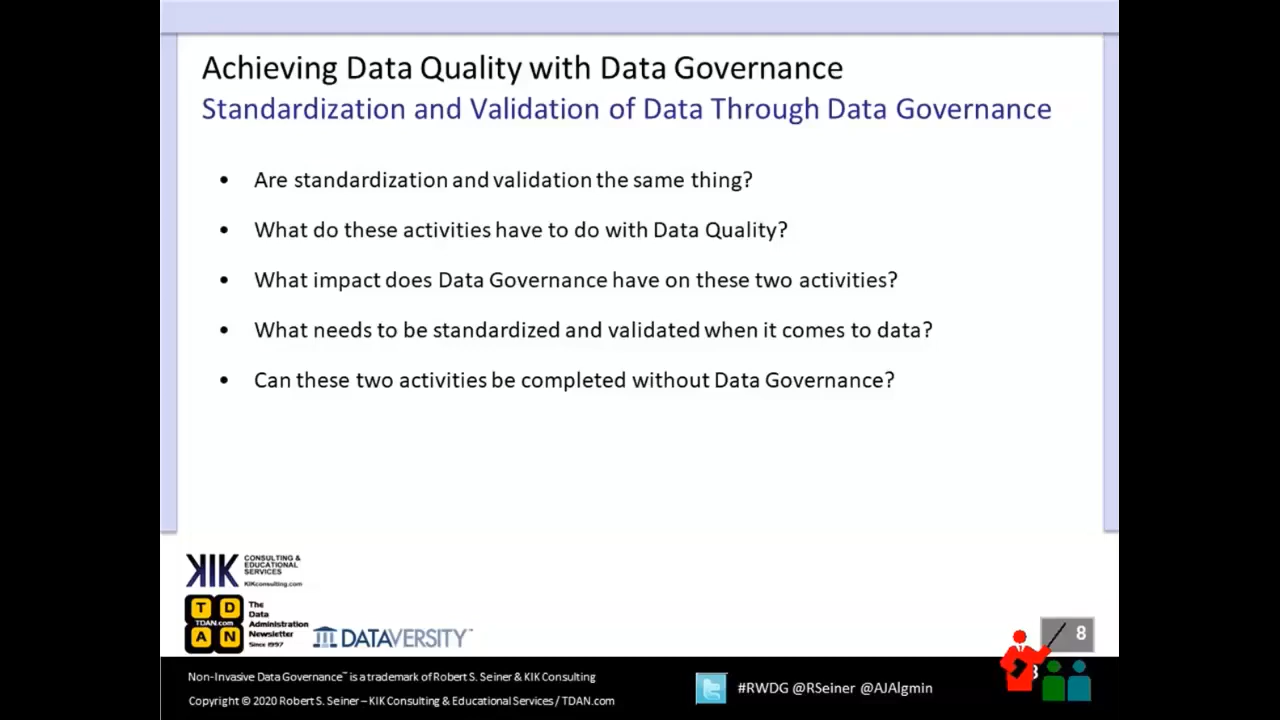 Achieving Data Quality with Data Governance
Standardization and Validation of Data Through Data Governance
• Are standardization and validation the same thing?
• What do these activities have to do with Data Quality?
• What impact does Data Governance have on these two activities?
• What needs to be standardized and validated when it comes to data?
• Can these two activities be completed without Data Governance?
KIK
CONSULTING &
EDUCATIONAL
SERVICES
KIKconsulting.com
T D
TDAN.com
A N
The
Data
Administration
Newsletter
Since 1997
DATAVERSITY™
8
3
Non-Invasive Data Governance™ is a trademark of Robert S. Seiner & KIK Consulting
Copyright © 2020 Robert S. Seiner – KIK Consulting & Educational Services / TDAN.com
#RWDG @RSeiner @AJAlgmin